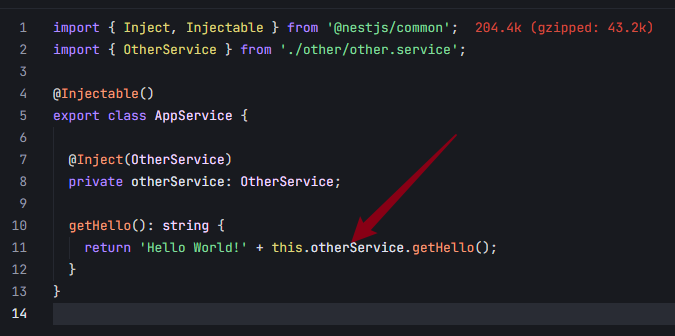 1 import { Inject, Injectable } from '@nestjs/common'; 204.4k (gzipped: 43.2k)
2 import { OtherService } from './other/other.service';
3
4 @Injectable()
5 export class AppService {
6
7 @Inject(OtherService)
8 private otherService: OtherService;
9
10 getHello(): string {
11 return 'Hello World!' + this.otherService.getHello();
12 }
13 }
14